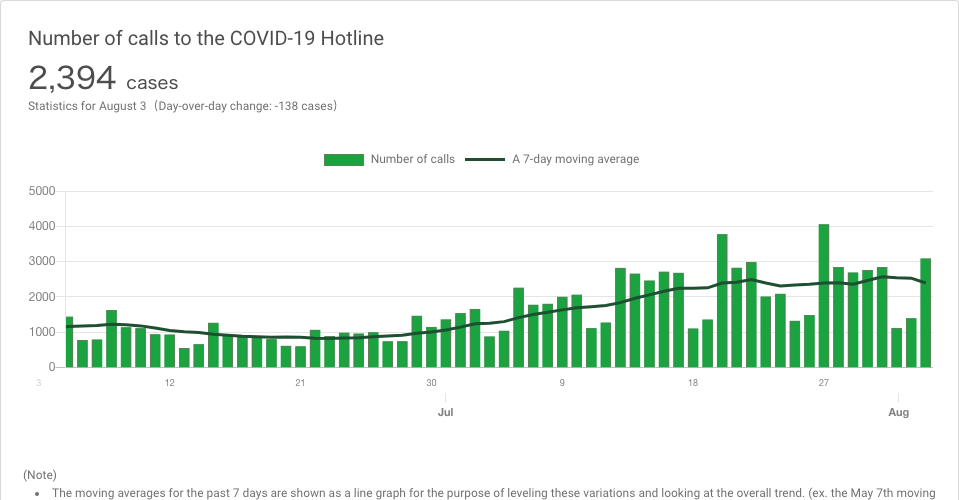 Number of calls to the COVID-19 Hotline
2,394 cases
Statistics for August 3 (Day-over-day change: -138 cases)
Number of calls
A 7-day moving average
5000
4000
3000
2000
1000
0
3 12 21 30 9 18 27
Jul Aug
(Note)
• The moving averages for the past 7 days are shown as a line graph for the purpose of leveling these variations and looking at the overall trend. (ex. the May 7th moving